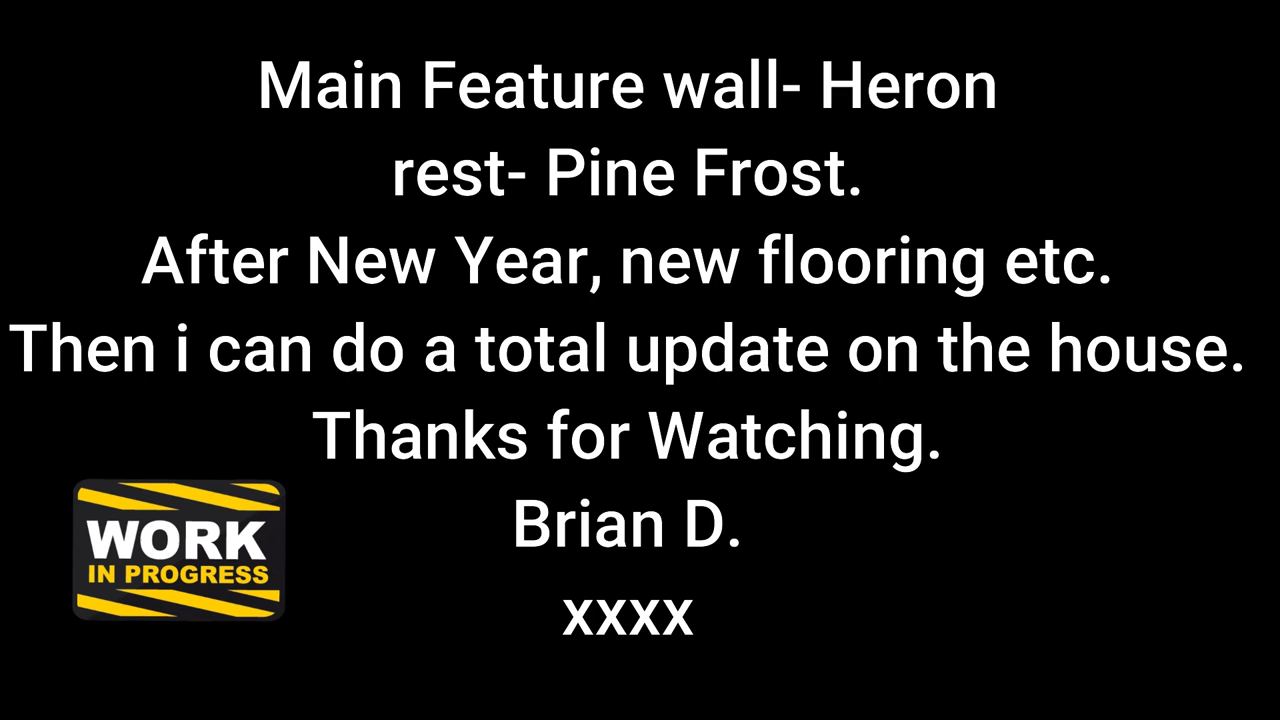 Main Feature wall- Heron
rest- Pine Frost.
After New Year, new flooring etc.
Then i can do a total update on the house.
Thanks for Watching.
Brian D.
xxxx
WORK
IN PROGRESS